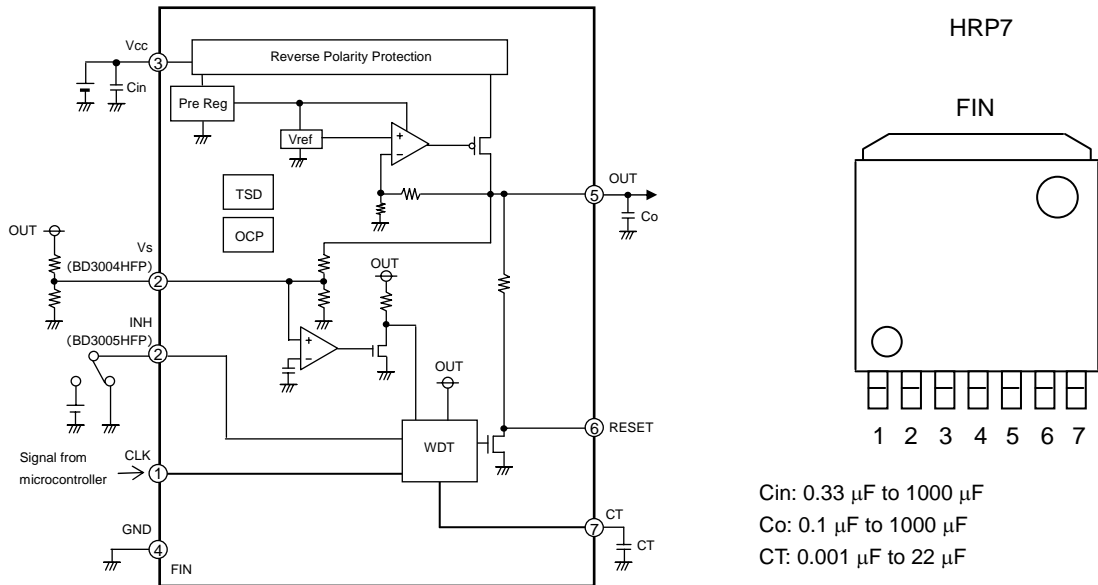 Vcc
3
Reverse Polarity Protection
Cin
Pre Reg
Vref
+
−
TSD
OCP
OUT
5
Co
OUT
Vs
(BD3004HFP)
2
OUT
INH
(BD3005HFP)
2
+
−
OUT
WDT
6
RESET
CLK
Signal from
microcontroller
1
GND
4
FIN
7
CT
CT
HRP7
FIN
1 2 3 4 5 6 7
Cin: 0.33 μF to 1000 μF
Co: 0.1 μF to 1000 μF
CT: 0.001 μF to 22 μF